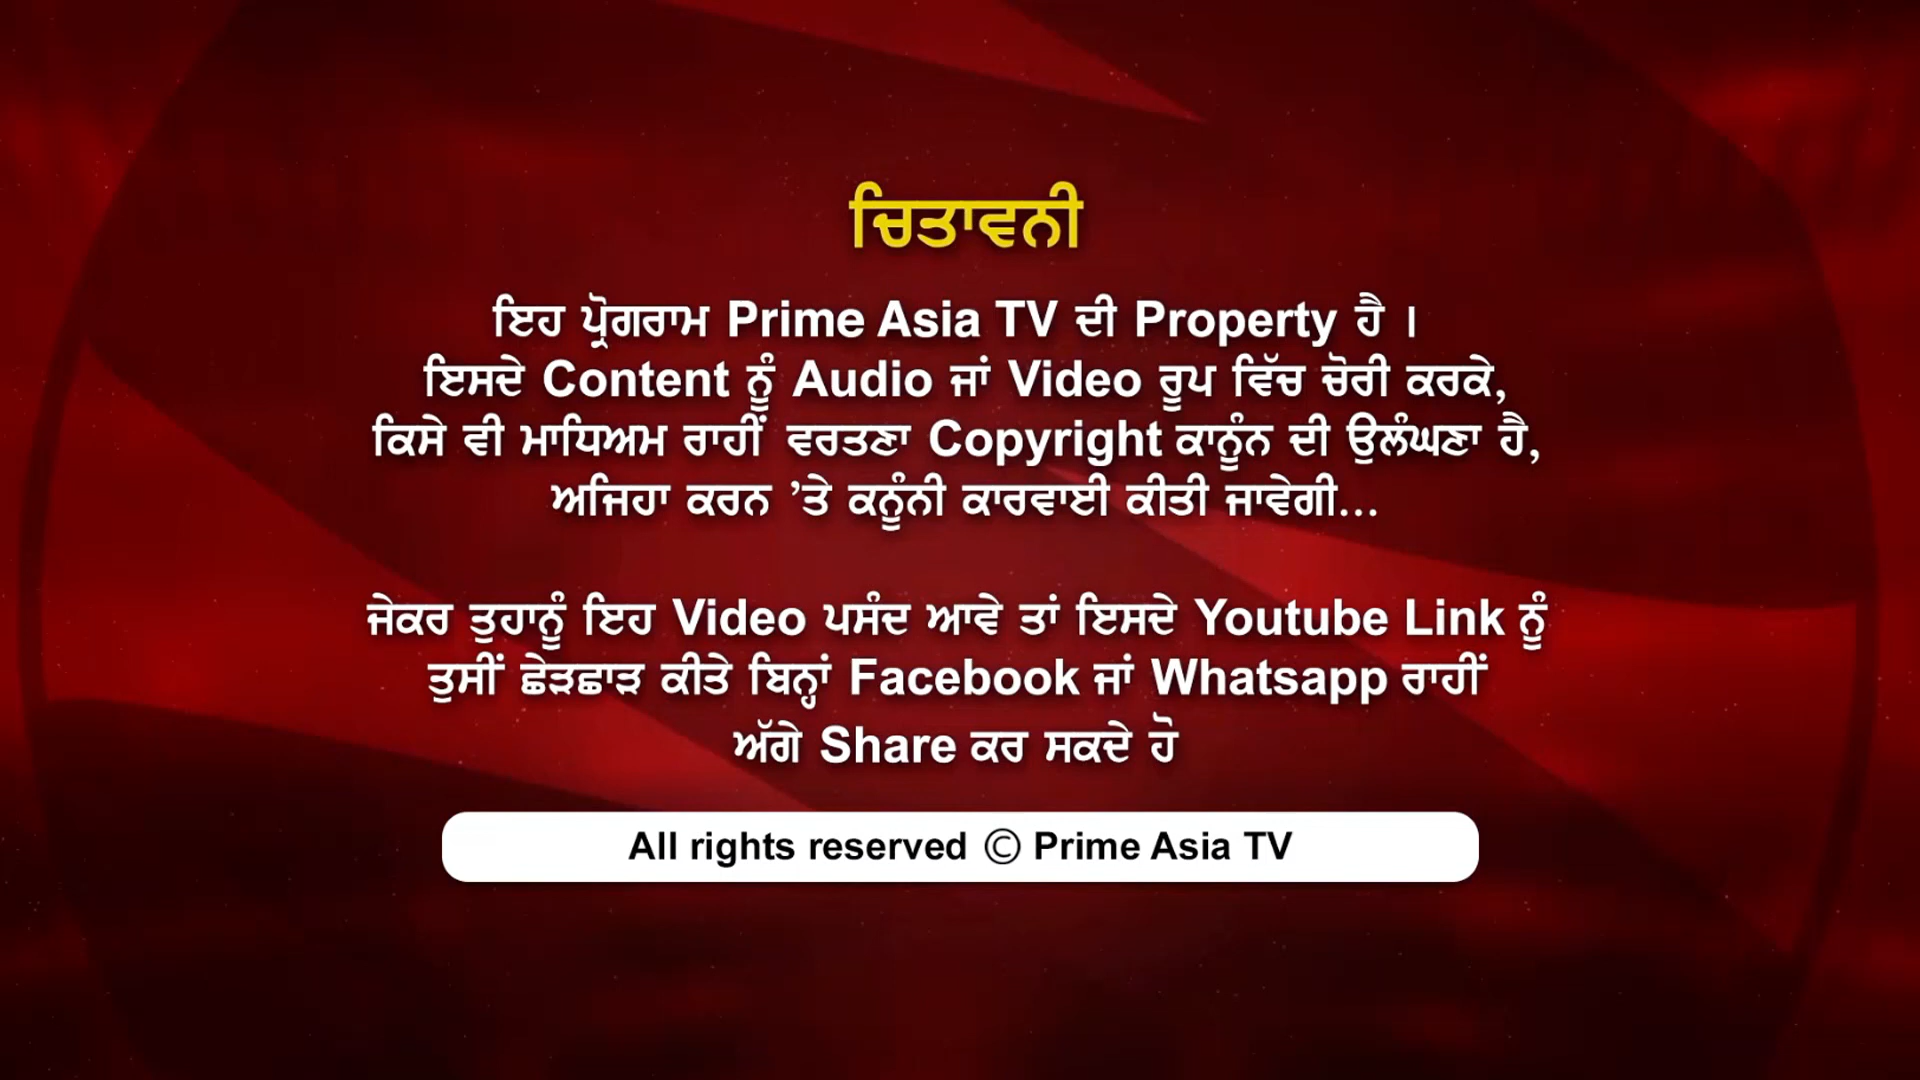 ਚਿਤਾਵਨੀ
ਇਹ ਪ੍ਰੋਗਰਾਮ Prime Asia TV ਦੀ Property ਹੈ ।
ਇਸਦੇ Content ਨੂੰ Audio ਜਾਂ Video ਰੂਪ ਵਿੱਚ ਚੋਰੀ ਕਰਕੇ,
ਕਿਸੇ ਵੀ ਮਾਧਿਅਮ ਰਾਹੀਂ ਵਰਤਣਾ Copyright ਕਾਨੂੰਨ ਦੀ ਉਲੰਘਣਾ ਹੈ,
ਅਜਿਹਾ ਕਰਨ ’ਤੇ ਕਨੂੰਨੀ ਕਾਰਵਾਈ ਕੀਤੀ ਜਾਵੇਗੀ...
ਜੇਕਰ ਤੁਹਾਨੂੰ ਇਹ Video ਪਸੰਦ ਆਵੇ ਤਾਂ ਇਸਦੇ Youtube Link ਨੂੰ
ਤੁਸੀਂ ਛੇੜਛਾੜ ਕੀਤੇ ਬਿਨ੍ਹਾਂ Facebook ਜਾਂ Whatsapp ਰਾਹੀਂ
ਅੱਗੇ Share ਕਰ ਸਕਦੇ ਹੋ
All rights reserved © Prime Asia TV